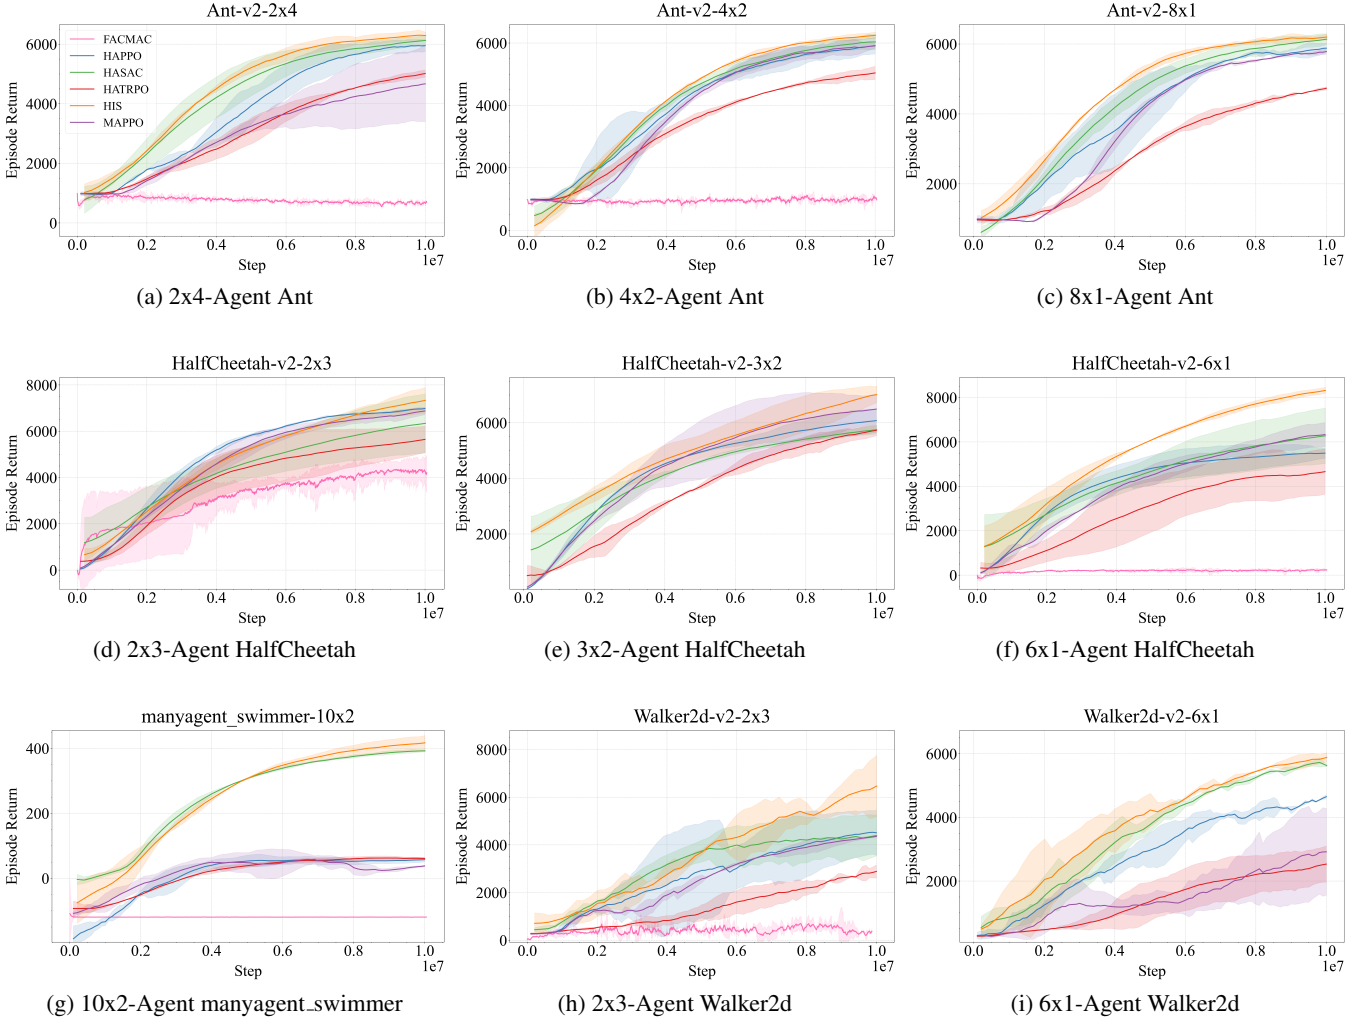 Ant-v2-2x4
Episode Return
6000
4000
2000
0
FACMAC
HAPPO
HASAC
HATRPO
HIS
MAPPO
0.0 0.2 0.4 0.6 0.8 1.0
1e7
Step
(a) 2x4-Agent Ant
Ant-v2-4x2
Episode Return
6000
4000
2000
0
0.0 0.2 0.4 0.6 0.8 1.0
1e7
Step
(b) 4x2-Agent Ant
Ant-v2-8x1
Episode Return
6000
4000
2000
0.0 0.2 0.4 0.6 0.8 1.0
1e7
Step
(c) 8x1-Agent Ant
HalfCheetah-v2-2x3
Episode Return
8000
6000
4000
2000
0
0.0 0.2 0.4 0.6 0.8 1.0
1e7
Step
(d) 2x3-Agent HalfCheetah
HalfCheetah-v2-3x2
Episode Return
6000
4000
2000
0.0 0.2 0.4 0.6 0.8 1.0
1e7
Step
(e) 3x2-Agent HalfCheetah
HalfCheetah-v2-6x1
Episode Return
8000
6000
4000
2000
0
0.0 0.2 0.4 0.6 0.8 1.0
1e7
Step
(f) 6x1-Agent HalfCheetah
manyagent_swimmer-10x2
Episode Return
400
200
0
0.0 0.2 0.4 0.6 0.8 1.0
1e7
Step
(g) 10x2-Agent manyagent_swimmer
Walker2d-v2-2x3
Episode Return
8000
6000
4000
2000
0
0.0 0.2 0.4 0.6 0.8 1.0
1e7
Step
(h) 2x3-Agent Walker2d
Walker2d-v2-6x1
Episode Return
6000
4000
2000
0.0 0.2 0.4 0.6 0.8 1.0
1e7
Step
(i) 6x1-Agent Walker2d